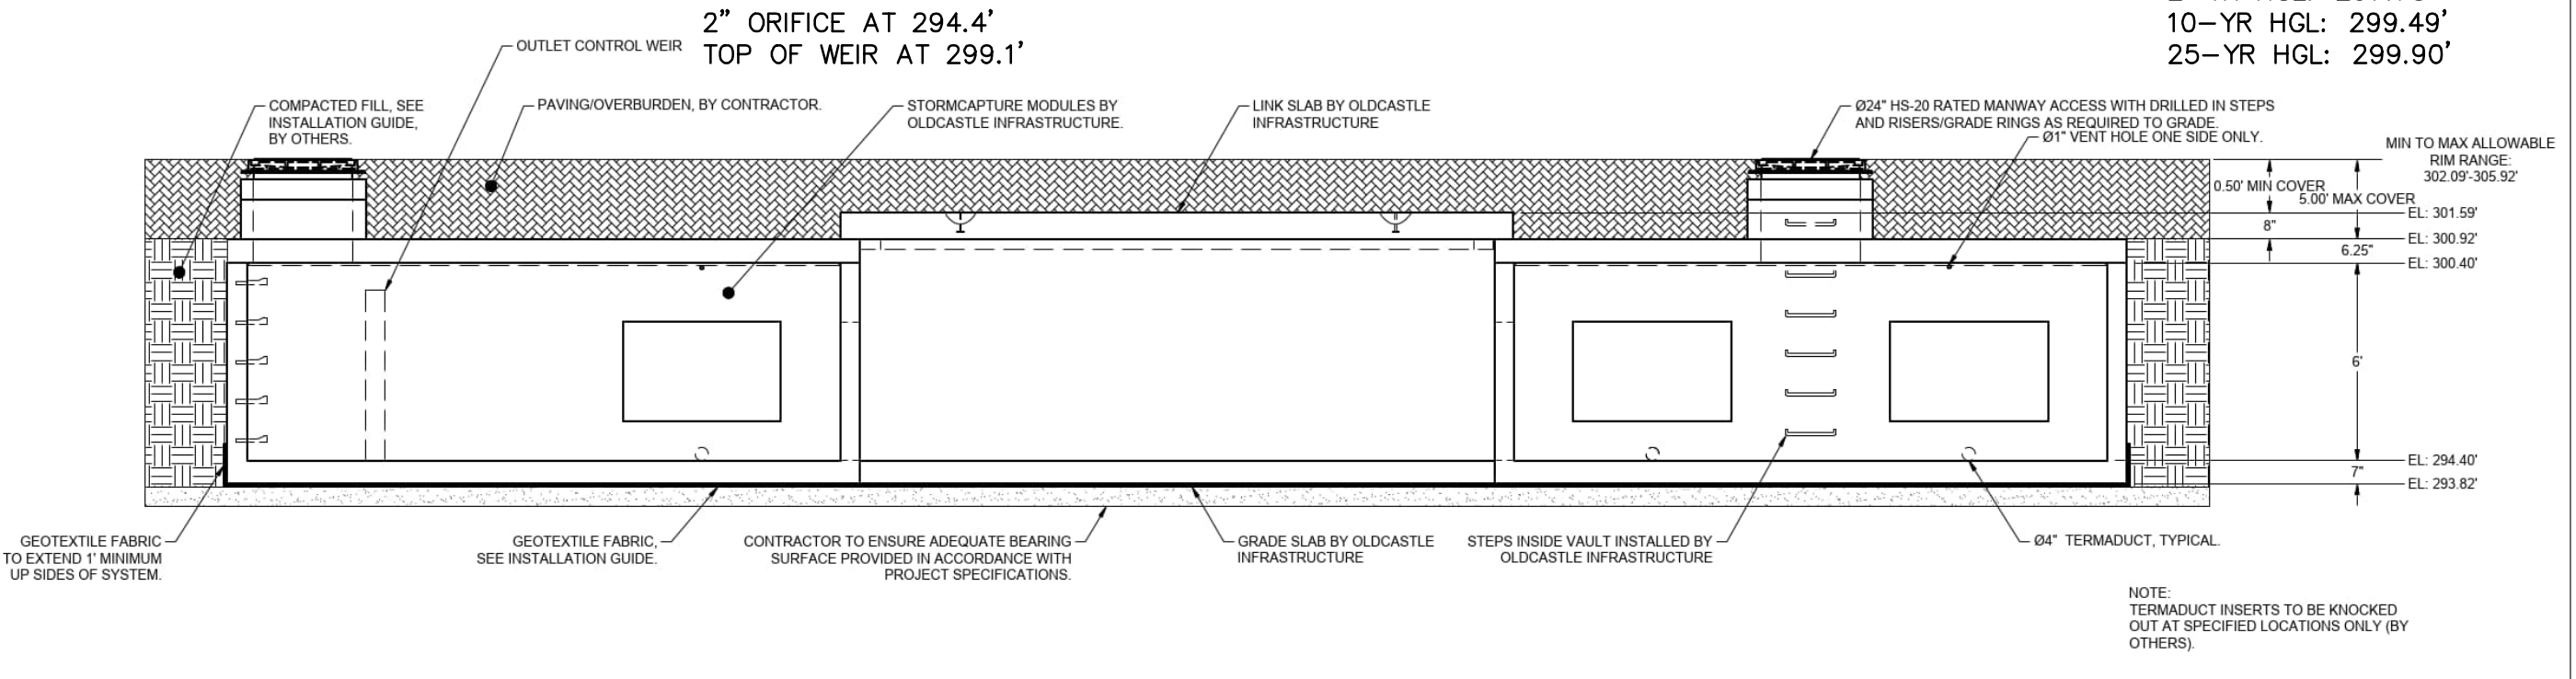 2” ORIFICE AT 294.4’
TOP OF WEIR AT 299.1’
10-YR HGL: 299.49’
25-YR HGL: 299.90’
OUTLET CONTROL WEIR
COMPACTED FILL, SEE
INSTALLATION GUIDE,
BY OTHERS.
PAVING/OVERBURDEN, BY CONTRACTOR.
STORMCAPTURE MODULES BY
OLDCASTLE INFRASTRUCTURE.
LINK SLAB BY OLDCASTLE
INFRASTRUCTURE
Ø24" HS-20 RATED MANWAY ACCESS WITH DRILLED IN STEPS
AND RISERS/GRADE RINGS AS REQUIRED TO GRADE.
Ø1" VENT HOLE ONE SIDE ONLY.
MIN TO MAX ALLOWABLE
RIM RANGE:
302.09'-305.92'
0.50' MIN COVER
5.00' MAX COVER
EL: 301.59'
8"
EL: 300.92'
6.25"
EL: 300.40'
6'
EL: 294.40'
7"
EL: 293.82'
GEOTEXTILE FABRIC
TO EXTEND 1' MINIMUM
UP SIDES OF SYSTEM.
GEOTEXTILE FABRIC,
SEE INSTALLATION GUIDE.
CONTRACTOR TO ENSURE ADEQUATE BEARING
SURFACE PROVIDED IN ACCORDANCE WITH
PROJECT SPECIFICATIONS.
GRADE SLAB BY OLDCASTLE
INFRASTRUCTURE
STEPS INSIDE VAULT INSTALLED BY
OLDCASTLE INFRASTRUCTURE
Ø4" TERMADUCT, TYPICAL.
NOTE:
TERMADUCT INSERTS TO BE KNOCKED
OUT AT SPECIFIED LOCATIONS ONLY (BY
OTHERS).